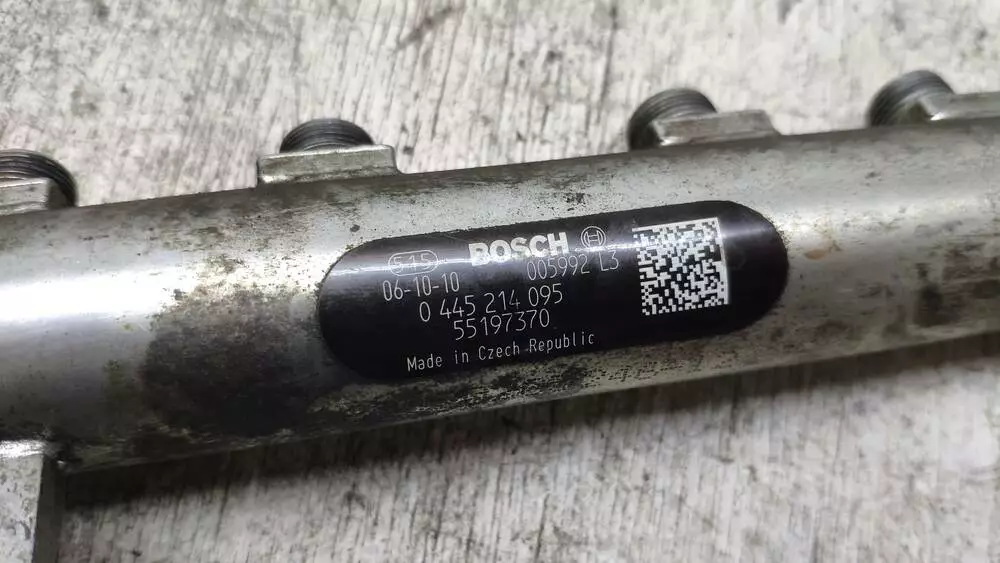 BOSCH
515
06-10-10 005992 L3
0 445 214 095
55197370
Made in Czech Republic